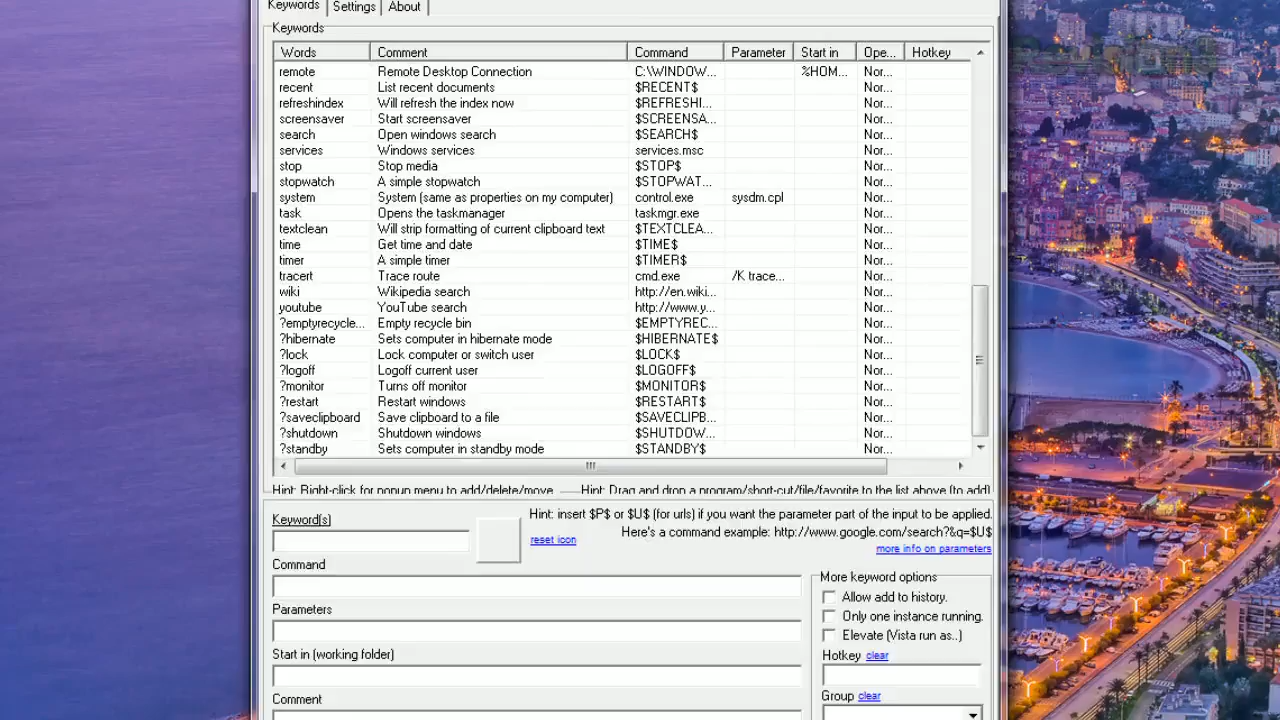 Keywords Settings About
Keywords
Words Comment Command Parameter Start in Ope... Hotkey
remote Remote Desktop Connection C:\WINDOW... %HOM... Nor...
recent List recent documents $RECENT$ Nor...
refreshindex Will refresh the index now $REFRESHI... Nor...
screensaver Start screensaver $SCREENSA... Nor...
search Open windows search $SEARCH$ Nor...
services Windows services services.msc Nor...
stop Stop media $STOP$ Nor...
stopwatch A simple stopwatch $STOPWAT... Nor...
system System (same as properties on my computer) control.exe sysdm.cpl Nor...
task Opens the taskmanager taskmgr.exe Nor...
textclean Will strip formatting of current clipboard text $TEXTCLEA... Nor...
time Get time and date $TIME$ Nor...
timer A simple timer $TIMER$ Nor...
tracert Trace route cmd.exe /K trace... Nor...
wiki Wikipedia search http://en.wiki... Nor...
youtube YouTube search http://www.y... Nor...
?emptyrecycle... Empty recycle bin $EMPTYREC... Nor...
?hibernate Sets computer in hibernate mode $HIBERNATE$ Nor...
?lock Lock computer or switch user $LOCK$ Nor...
?logoff Logoff current user $LOGOFF$ Nor...
?monitor Turns off monitor $MONITOR$ Nor...
?restart Restart windows $RESTART$ Nor...
?saveclipboard Save clipboard to a file $SAVECLIPB... Nor...
?shutdown Shutdown windows $SHUTDOW... Nor...
?standby Sets computer in standby mode $STANDBY$ Nor...
Hint: Right-click for popup menu to add/delete/move Hint: Drag and drop a program/short-cut/file/favorite to the list above (to add)
Keyword(s)
reset icon
Hint: insert $P$ or $U$ (for urls) if you want the parameter part of the input to be applied.
Here's a command example: http://www.google.com/search?&q=$U$
more info on parameters
Command
Parameters
Start in (working folder)
Comment
More keyword options
Allow add to history.
Only one instance running.
Elevate (Vista run as..)
Hotkey clear
Group clear